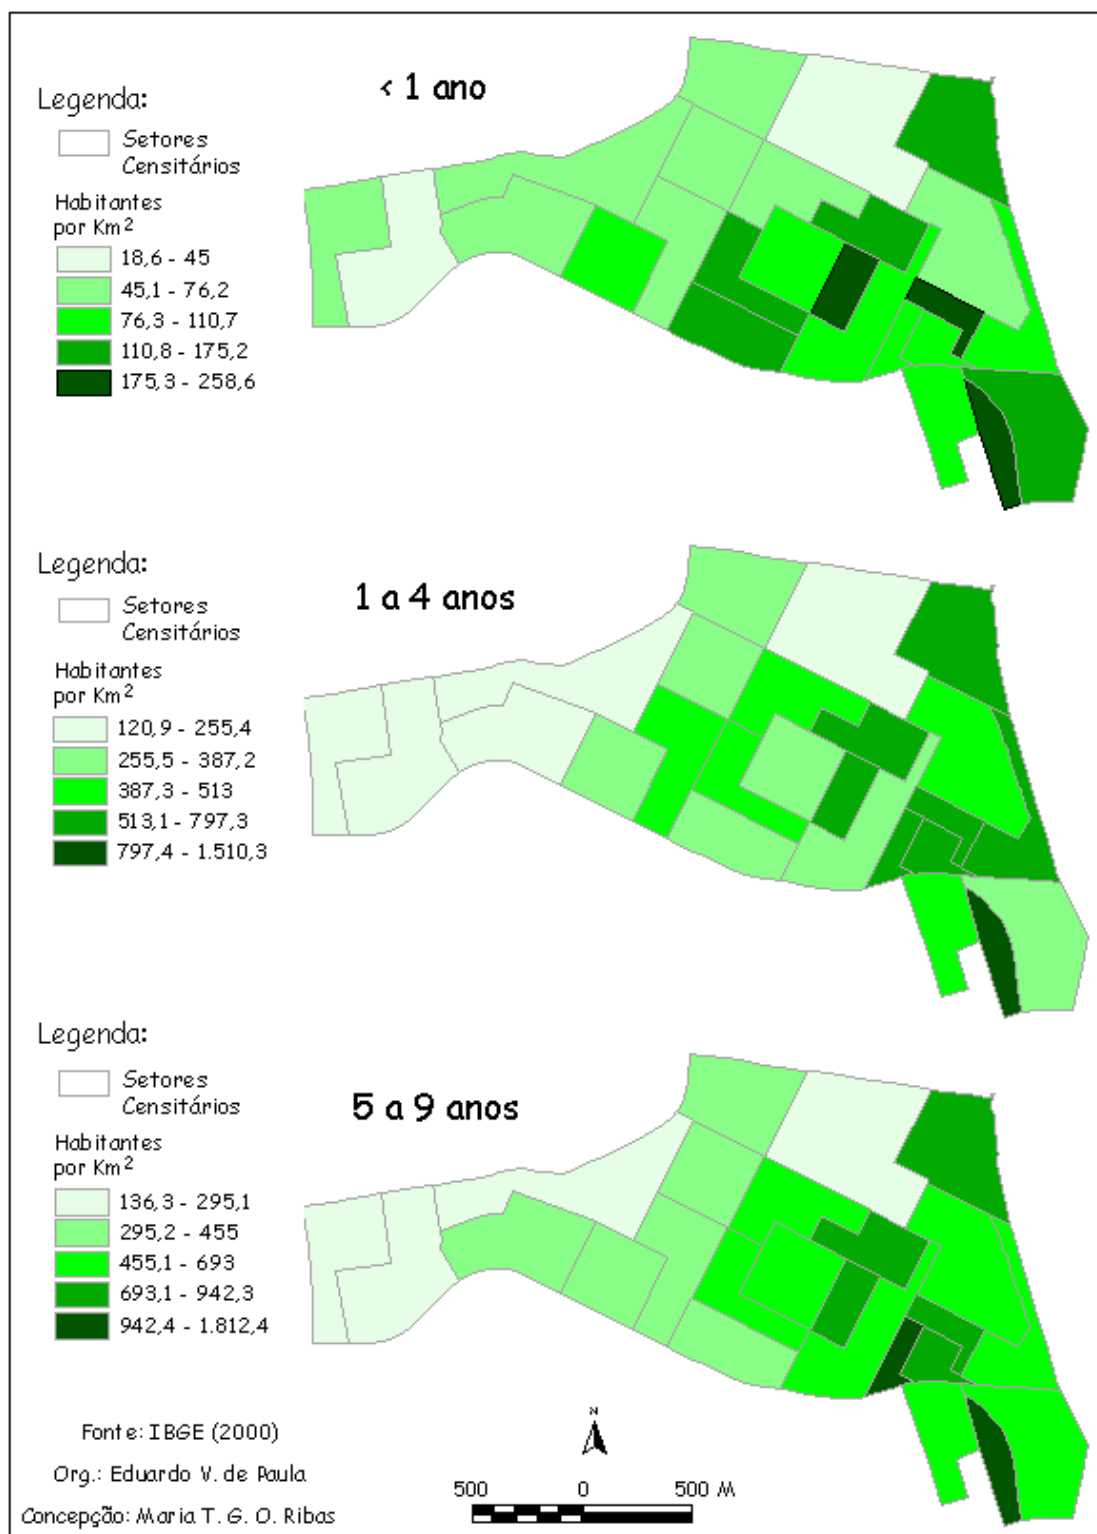 < 1 ano
Legenda:
Setores
Censitários
Habitantes
por Km²
18,6 - 45
45,1 - 76,2
76,3 - 110,7
110,8 - 175,2
175,3 - 258,6
1 a 4 anos
Legenda:
Setores
Censitários
Habitantes
por Km²
120,9 - 255,4
255,5 - 387,2
387,3 - 513
513,1 - 797,3
797,4 - 1.510,3
5 a 9 anos
Legenda:
Setores
Censitários
Habitantes
por Km²
136,3 - 295,1
295,2 - 455
455,1 - 693
693,1 - 942,3
942,4 - 1.812,4
Fonte: IBGE (2000)
Org.: Eduardo V. de Paula
Concepção: Maria T. G. O. Ribas
N
500 0 500 M